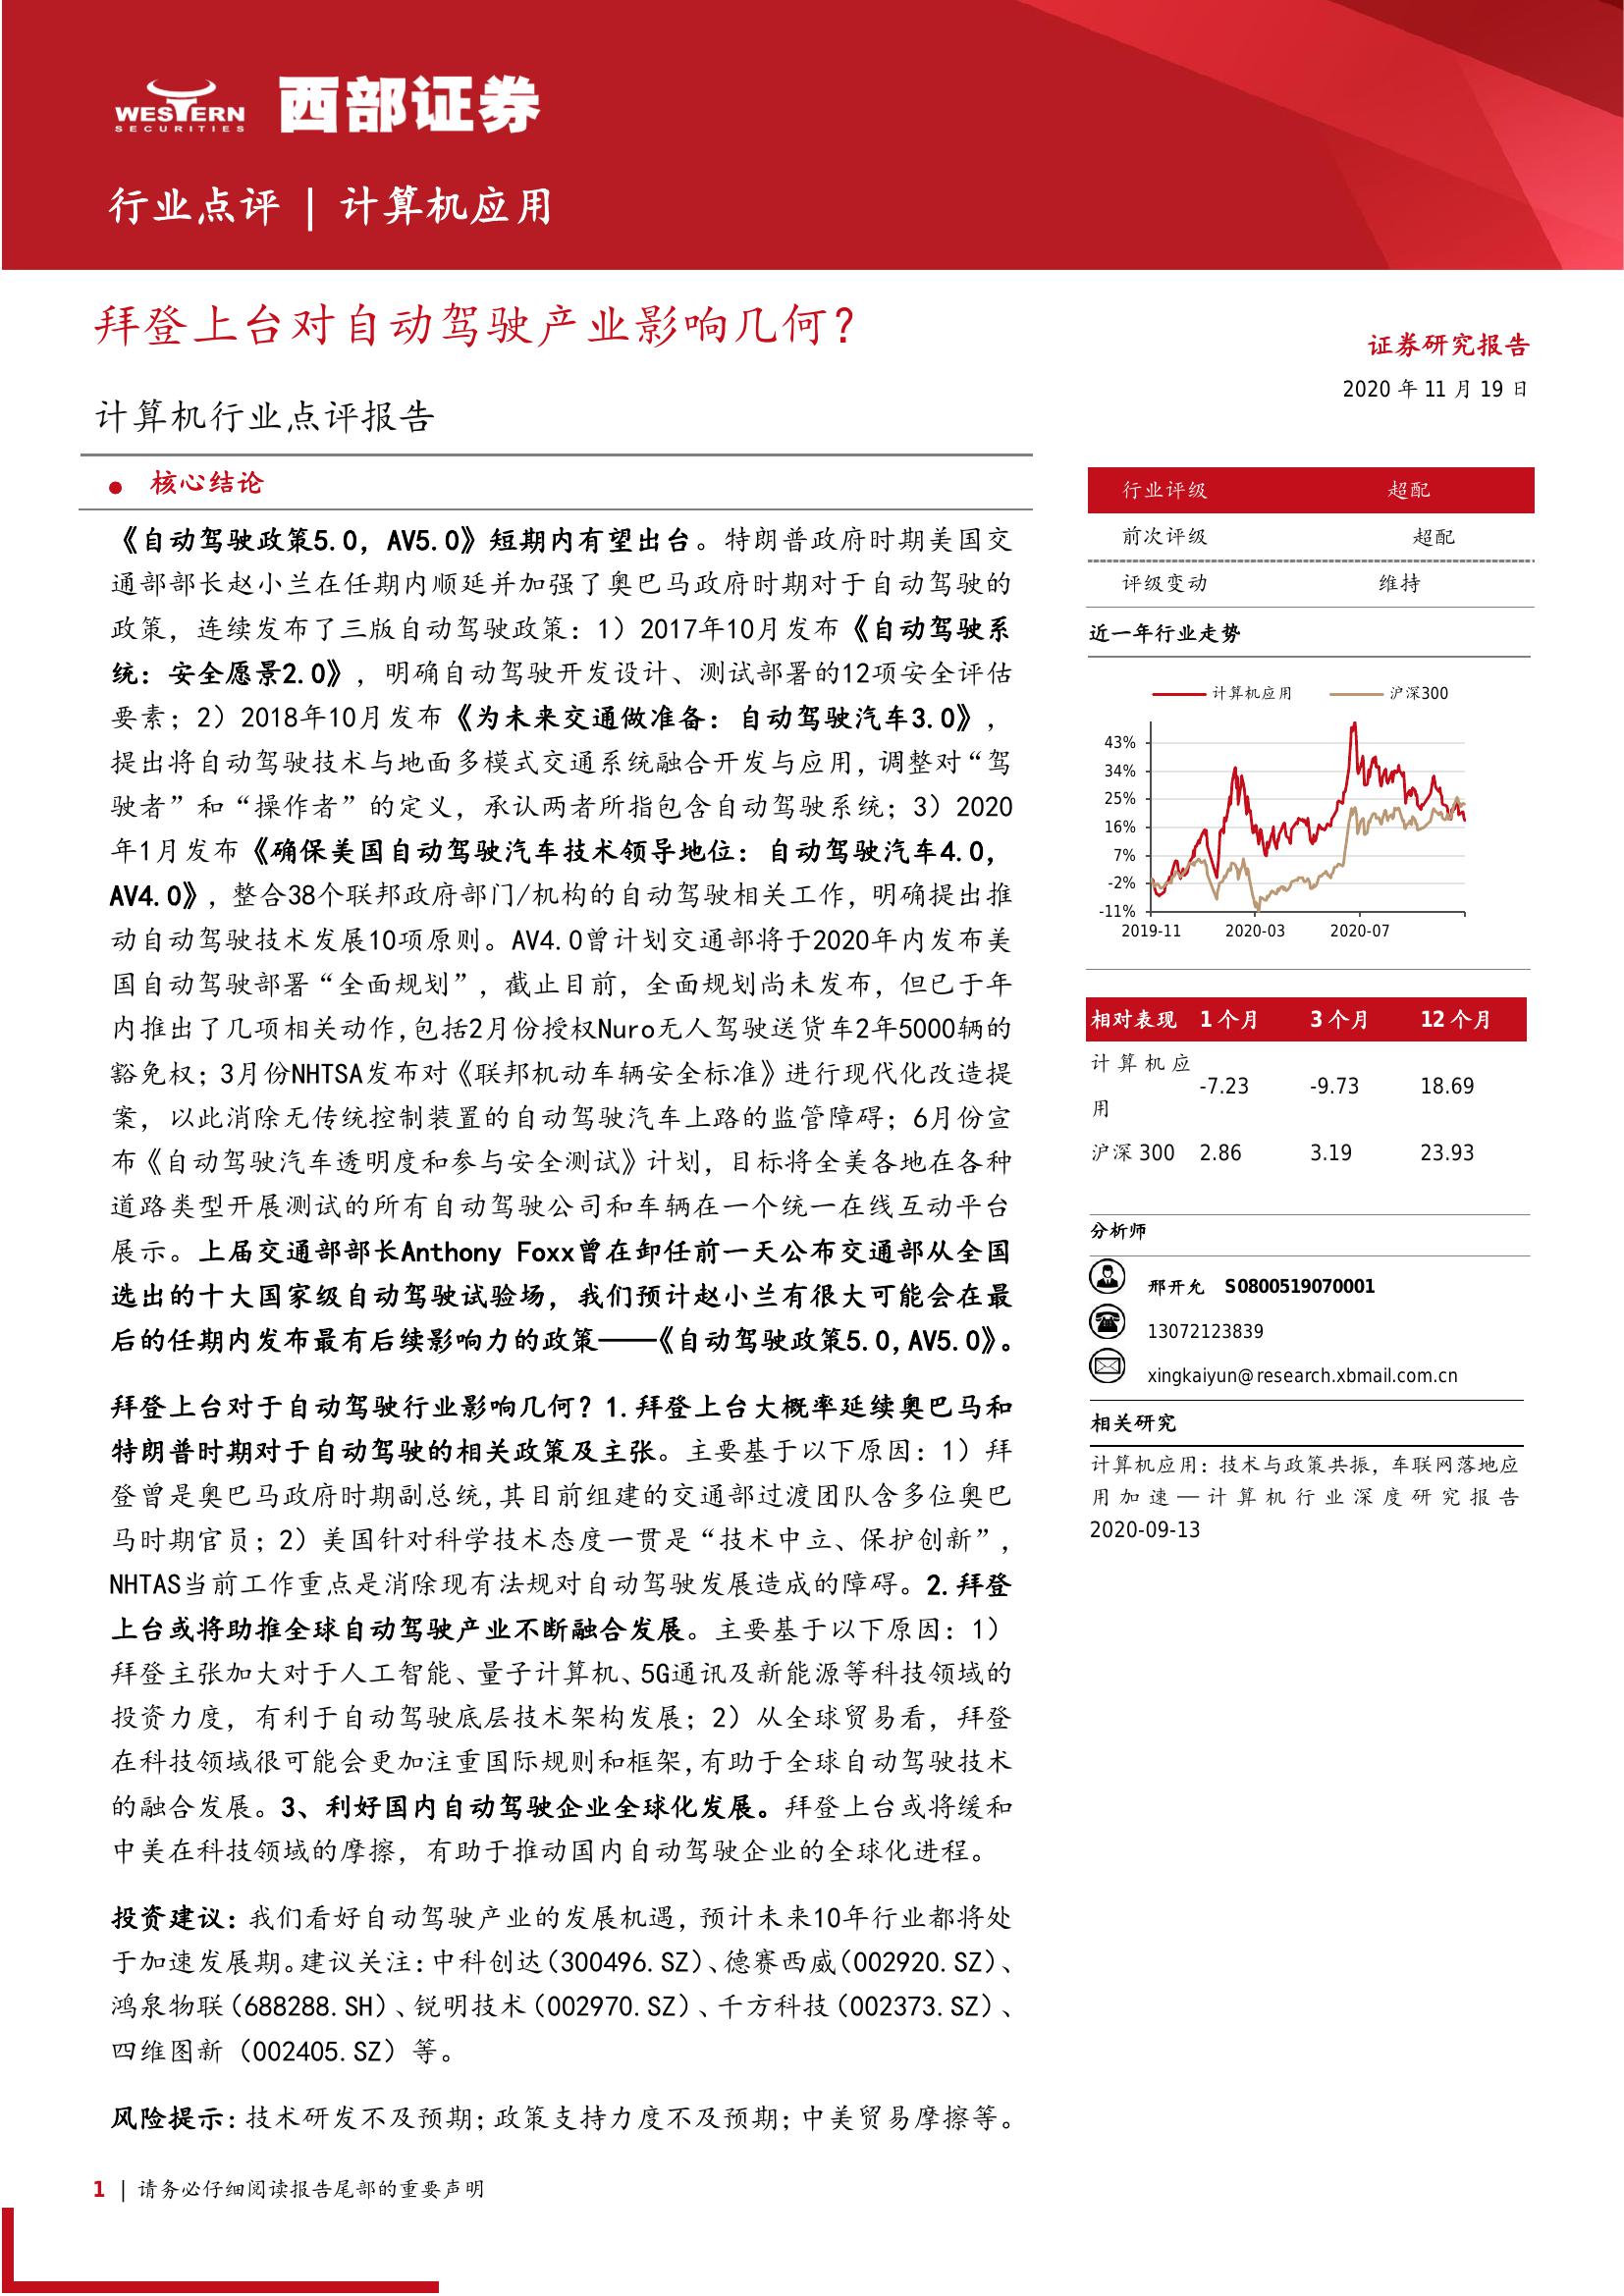 WESTERN
SECURITIES
西部证券
行业点评 | 计算机应用
拜登上台对自动驾驶产业影响几何？
计算机行业点评报告
证券研究报告
2020 年 11 月 19 日
● 核心结论
《自动驾驶政策5.0，AV5.0》短期内有望出台。特朗普政府时期美国交
通部部长赵小兰在任期内顺延并加强了奥巴马政府时期对于自动驾驶的
政策，连续发布了三版自动驾驶政策：1）2017年10月发布《自动驾驶系
统：安全愿景2.0》，明确自动驾驶开发设计、测试部署的12项安全评估
要素；2）2018年10月发布《为未来交通做准备：自动驾驶汽车3.0》，
提出将自动驾驶技术与地面多模式交通系统融合开发与应用，调整对“驾
驶者”和“操作者”的定义，承认两者所指包含自动驾驶系统；3）2020
年1月发布《确保美国自动驾驶汽车技术领导地位：自动驾驶汽车4.0，
AV4.0》，整合38个联邦政府部门/机构的自动驾驶相关工作，明确提出推
动自动驾驶技术发展10项原则。AV4.0曾计划交通部将于2020年内发布美
国自动驾驶部署“全面规划”，截止目前，全面规划尚未发布，但已于年
内推出了几项相关动作，包括2月份授权Nuro无人驾驶送货车2年5000辆的
豁免权；3月份NHTSA发布对《联邦机动车辆安全标准》进行现代化改造提
案，以此消除无传统控制装置的自动驾驶汽车上路的监管障碍；6月份宣
布《自动驾驶汽车透明度和参与安全测试》计划，目标将全美各地在各种
道路类型开展测试的所有自动驾驶公司和车辆在一个统一在线互动平台
展示。上届交通部部长Anthony Foxx曾在卸任前一天公布交通部从全国
选出的十大国家级自动驾驶试验场，我们预计赵小兰有很大可能会在最
后的任期内发布最有后续影响力的政策——《自动驾驶政策5.0，AV5.0》。
拜登上台对于自动驾驶行业影响几何？1.拜登上台大概率延续奥巴马和
特朗普时期对于自动驾驶的相关政策及主张。主要基于以下原因：1）拜
登曾是奥巴马政府时期副总统，其目前组建的交通部过渡团队含多位奥巴
马时期官员；2）美国针对科学技术态度一贯是“技术中立、保护创新”，
NHTAS当前工作重点是消除现有法规对自动驾驶发展造成的障碍。2.拜登
上台或将助推全球自动驾驶产业不断融合发展。主要基于以下原因：1）
拜登主张加大对于人工智能、量子计算机、5G通讯及新能源等科技领域的
投资力度，有利于自动驾驶底层技术架构发展；2）从全球贸易看，拜登
在科技领域很可能会更加注重国际规则和框架，有助于全球自动驾驶技术
的融合发展。3、利好国内自动驾驶企业全球化发展。拜登上台或将缓和
中美在科技领域的摩擦，有助于推动国内自动驾驶企业的全球化进程。
投资建议：我们看好自动驾驶产业的发展机遇，预计未来10年行业都将处
于加速发展期。建议关注：中科创达（300496.SZ）、德赛西威（002920.SZ）、
鸿泉物联（688288.SH）、锐明技术（002970.SZ）、千方科技（002373.SZ）、
四维图新（002405.SZ）等。
风险提示：技术研发不及预期；政策支持力度不及预期；中美贸易摩擦等。
行业评级 超配
前次评级 超配
评级变动 维持
近一年行业走势
计算机应用 沪深300
43%
34%
25%
16%
7%
-2%
-11%
2019-11 2020-03 2020-07
相对表现 1 个月 3 个月 12 个月
计算机应
用 -7.23 -9.73 18.69
沪深 300 2.86 3.19 23.93
分析师
邢开允 S0800519070001
13072123839
xingkaiyun@research.xbmail.com.cn
相关研究
计算机应用：技术与政策共振，车联网落地应
用加速—计算机行业深度研究报告
2020-09-13
1 | 请务必仔细阅读报告尾部的重要声明